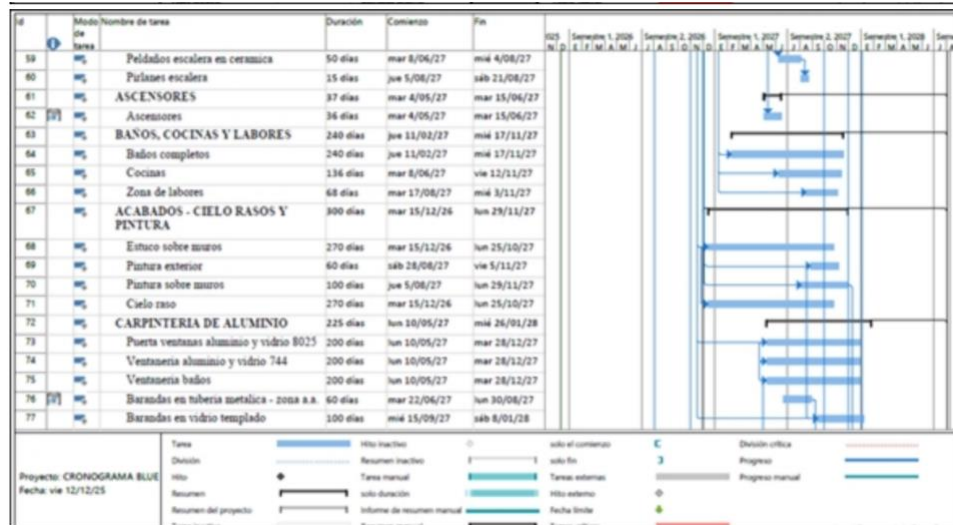 Id Modo de tarea Nombre de tarea Duración Comienzo Fin
Semestre 1, 2026 Semestre 2, 2026 Semestre 1, 2027 Semestre 2, 2027
59 Peldaños escalera en ceramica 50 días mar 8/06/27 mié 4/08/27
60 Pirlanes escalera 15 días jue 5/08/27 sáb 21/08/27
61 ASCENSORES 37 días mar 4/05/27 mar 15/06/27
62 Ascensores 36 días mar 4/05/27 mar 15/06/27
63 BAÑOS, COCINAS Y LABORES 240 días jue 11/02/27 mié 17/11/27
64 Baños completos 240 días jue 11/02/27 mié 17/11/27
65 Cocinas 136 días mar 8/06/27 vie 12/11/27
66 Zona de labores 68 días mar 17/08/27 mié 3/11/27
67 ACABADOS - CIELO RASOS Y PINTURA 300 días mar 15/12/26 lun 29/11/27
68 Estuco sobre muros 270 días mar 15/12/26 lun 25/10/27
69 Pintura exterior 60 días sáb 28/08/27 vie 5/11/27
70 Pintura sobre muros 100 días jue 5/08/27 lun 29/11/27
71 Cielo raso 270 días mar 15/12/26 lun 25/10/27
72 CARPINTERIA DE ALUMINIO 225 días lun 10/05/27 mié 26/01/28
73 Puerta ventanas aluminio y vidrio 8025 200 días lun 10/05/27 mar 28/12/27
74 Ventaneria aluminio y vidrio 744 200 días lun 10/05/27 mar 28/12/27
75 Ventaneria baños 200 días lun 10/05/27 mar 28/12/27
76 Barandas en tuberia metalica - zona a.a. 60 días mar 22/06/27 lun 30/08/27
77 Barandas en vidrio templado 100 días mié 15/09/27 sáb 8/01/28
Proyecto: CRONOGRAMA BLUE
Fecha: vie 12/12/25
Tarea Hito inactivo solo el comienzo División crítica
División Resumen inactivo solo fin Progreso
Hito Tarea manual Tareas externas Progreso manual
Resumen solo duración Hito externo
Resumen del proyecto Informe de resumen manual Fecha límite